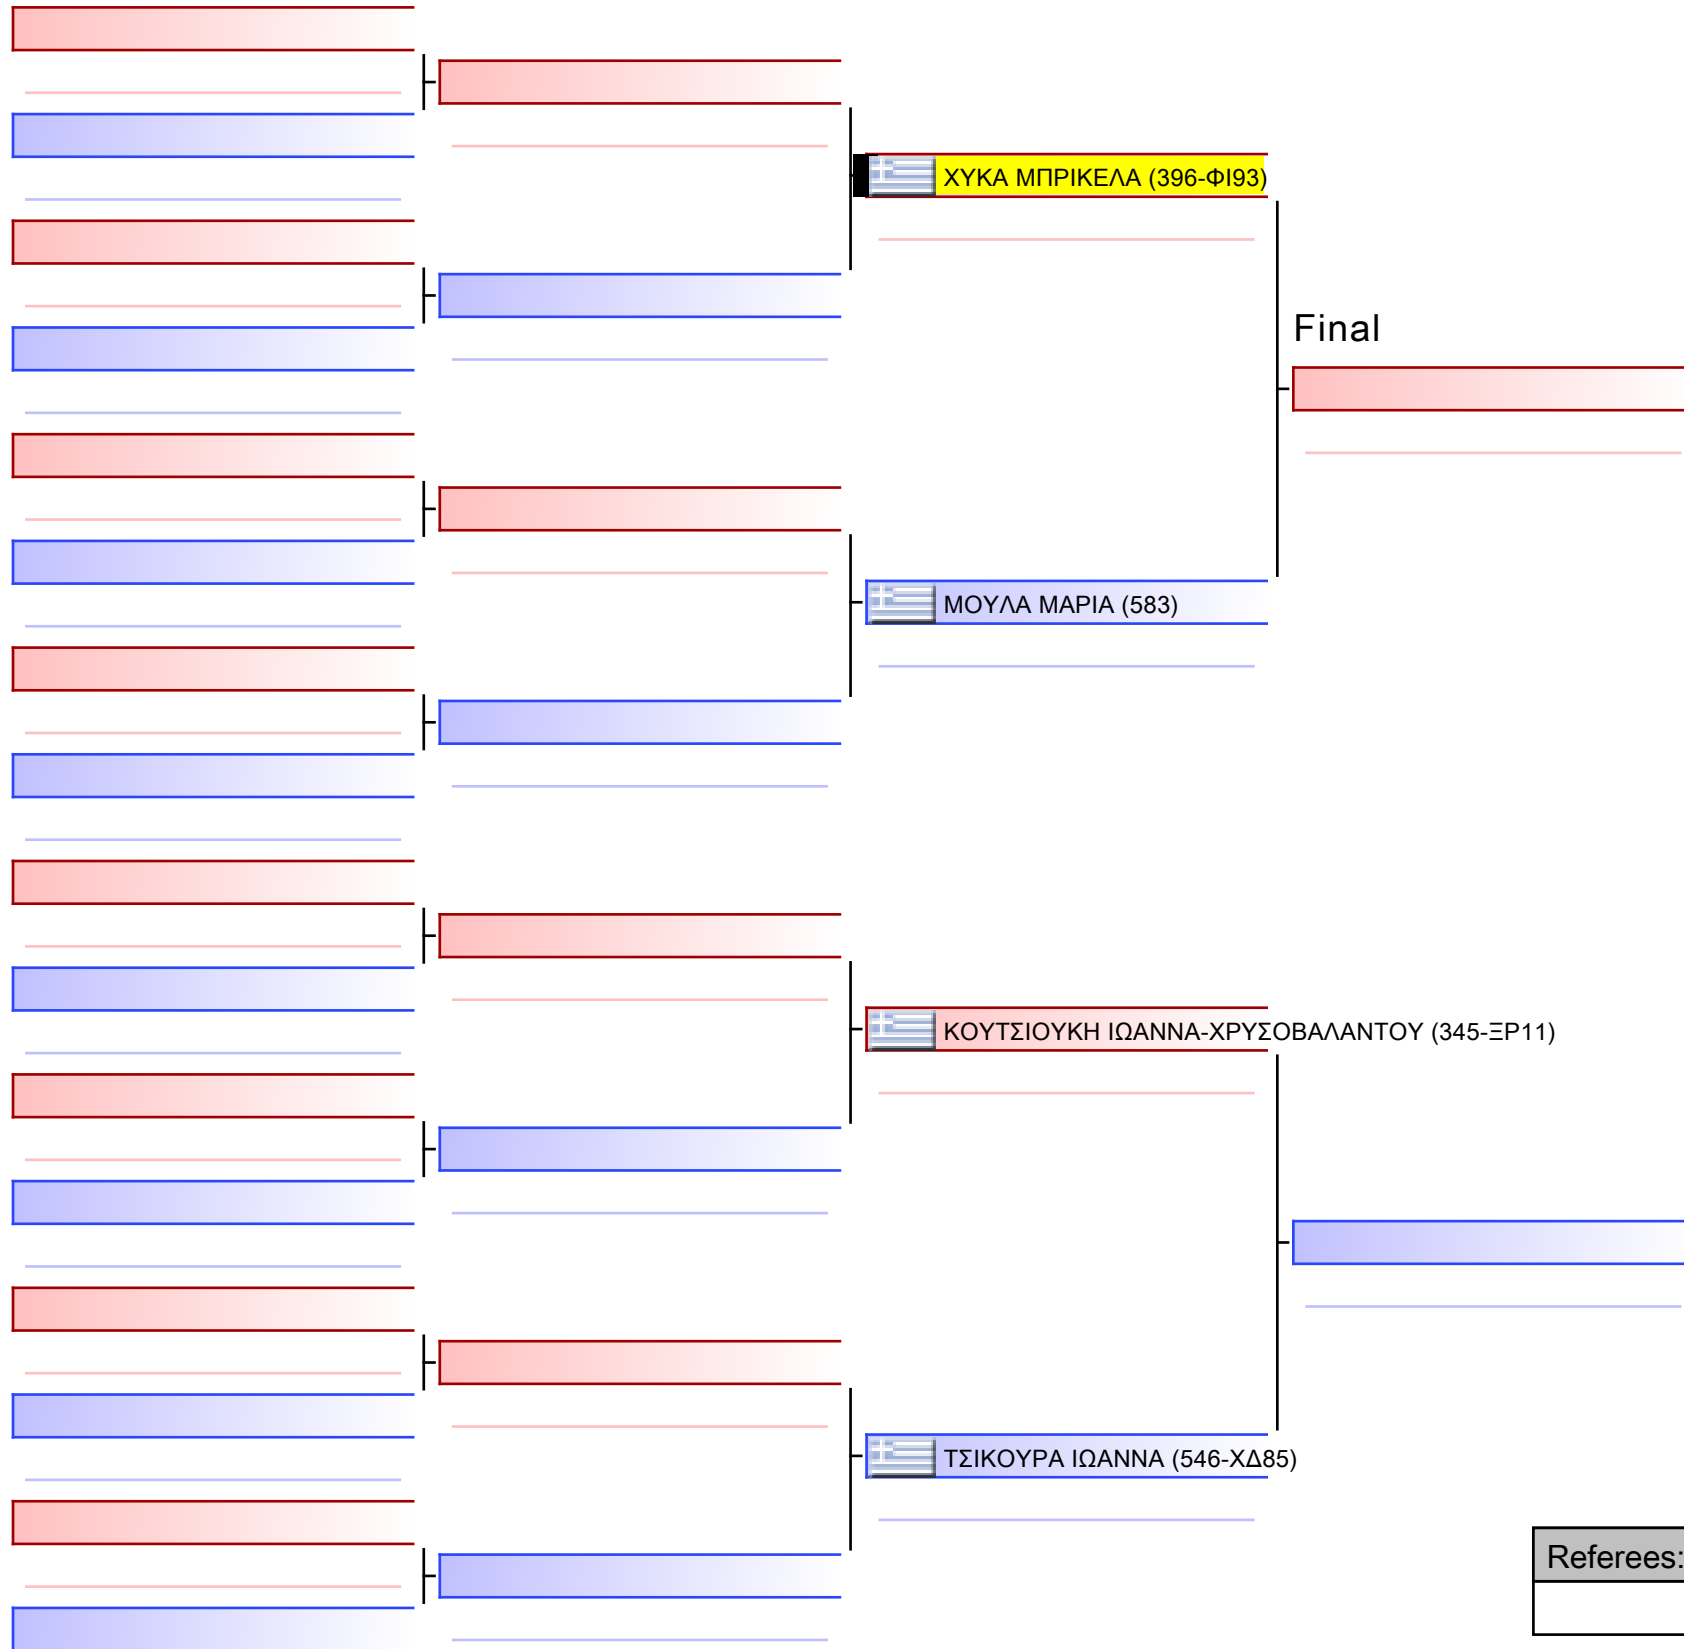 ΧΥΚΑ ΜΠΡΙΚΕΛΑ (396-ΦΙ93)
Final
ΜΟΥΛΑ ΜΑΡΙΑ (583)
ΚΟΥΤΣΙΟΥΚΗ ΙΩΑΝΝΑ-ΧΡΥΣΟΒΑΛΑΝΤΟΥ (345-ΞΡ11)
ΤΣΙΚΟΥΡΑ ΙΩΑΝΝΑ (546-ΧΔ85)
Referees: